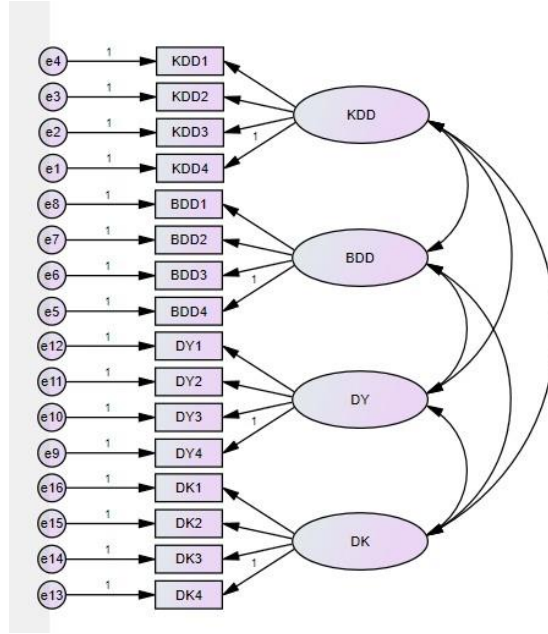 e4 1 KDD1
e3 1 KDD2
KDD
e2 1 KDD3
1
e1 1 KDD4
e8 1 BDD1
e7 1 BDD2
BDD
e6 1 BDD3
1
e5 1 BDD4
e12 1 DY1
e11 1 DY2
DY
e10 1 DY3
1
e9 1 DY4
e16 1 DK1
e15 1 DK2
DK
e14 1 DK3
1
e13 1 DK4